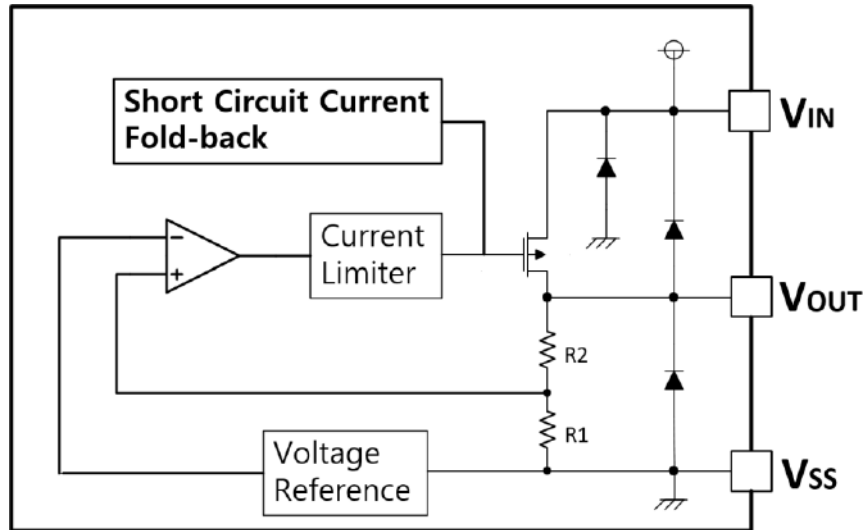 Short Circuit Current
Fold-back
VIN
−
+
Current
Limiter
VOUT
R2
R1
Voltage
Reference
VSS